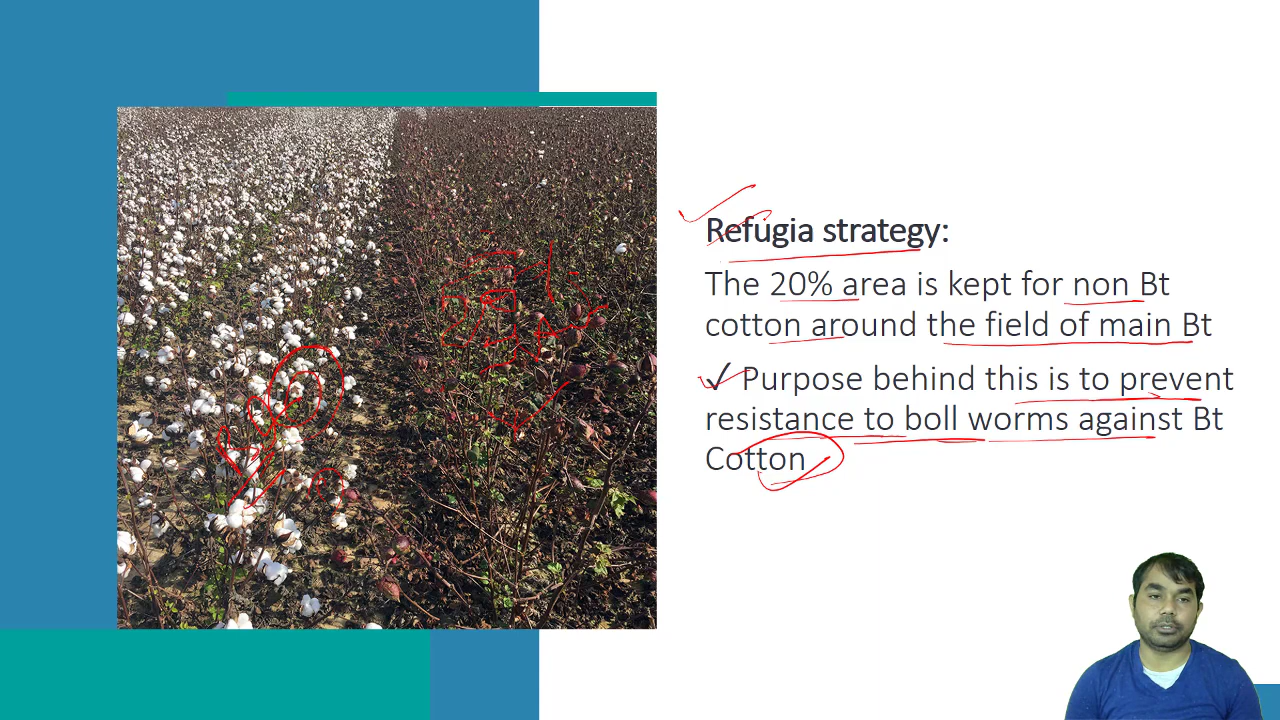 Refugia strategy:
The 20% area is kept for non Bt
cotton around the field of main Bt
✓ Purpose behind this is to prevent
resistance to boll worms against Bt
Cotton